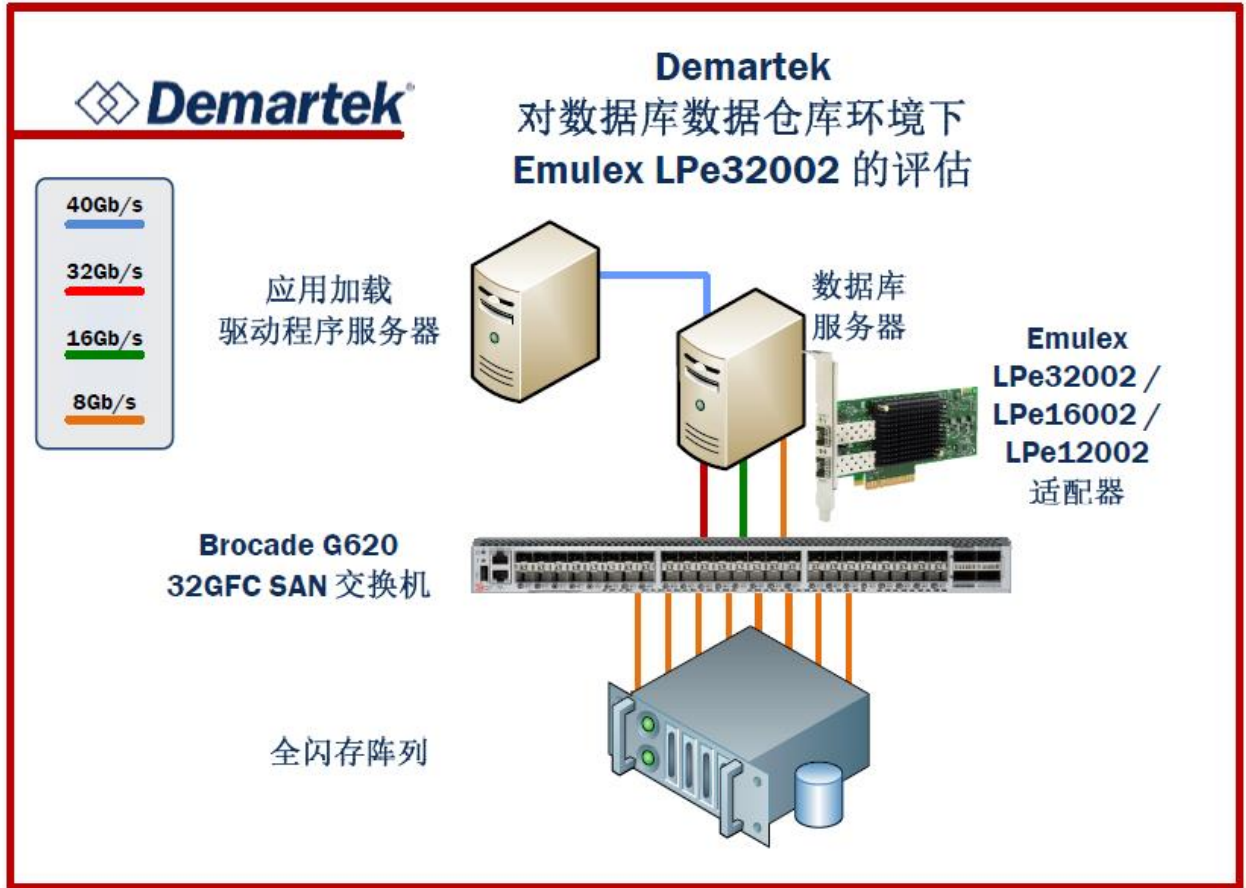 Demartek
Demartek
对数据库数据仓库环境下
Emulex LPe32002 的评估
40Gb/s
32Gb/s
16Gb/s
8Gb/s
应用加载
驱动程序服务器
数据库
服务器
Emulex
LPe32002 /
LPe16002 /
LPe12002
适配器
Brocade G620
32GFC SAN 交换机
全闪存阵列